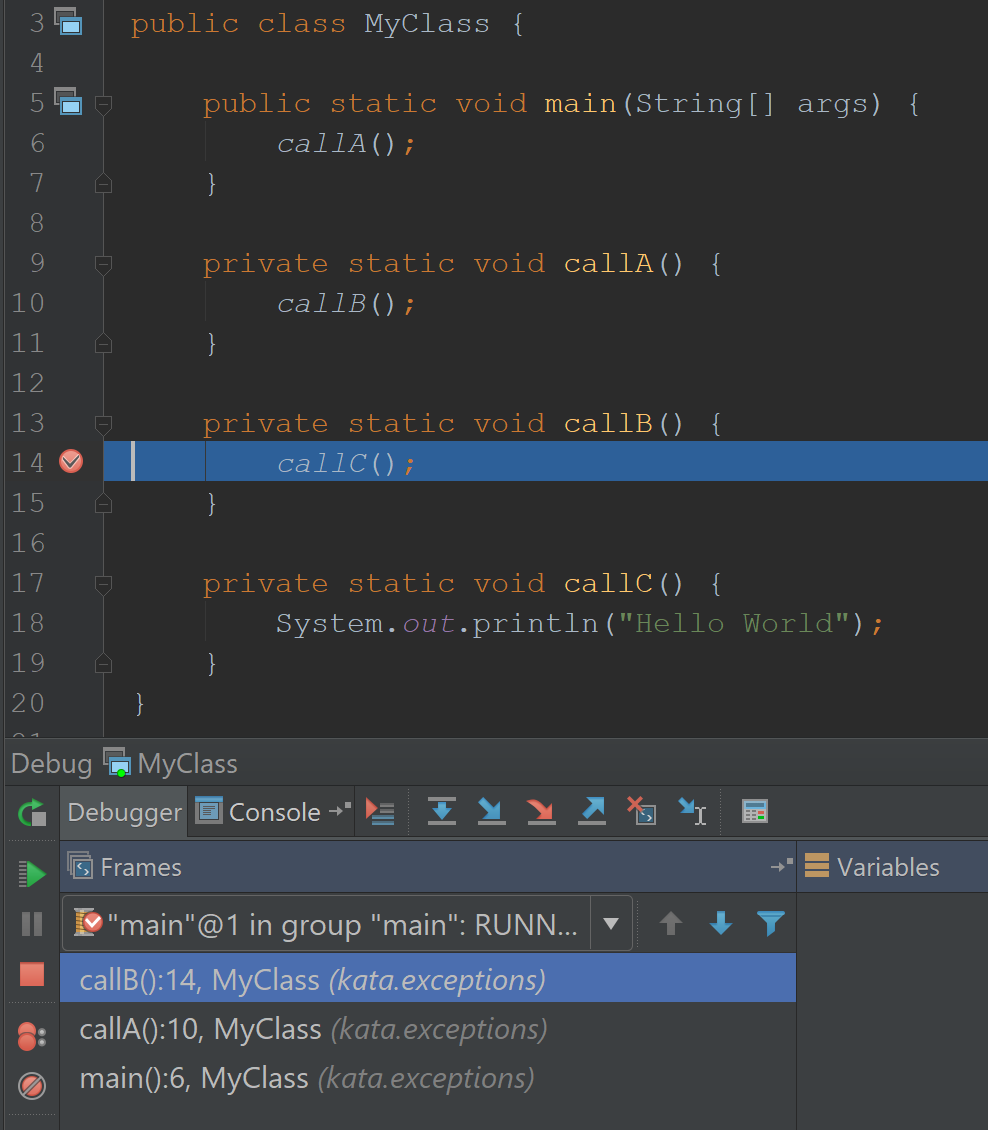 3 public class MyClass {
4
5 public static void main(String[] args) {
6 callA();
7 }
8
9 private static void callA() {
10 callB();
11 }
12
13 private static void callB() {
14 callC();
15 }
16
17 private static void callC() {
18 System.out.println("Hello World");
19 }
20 }
Debug MyClass
Debugger Console
Frames Variables
"main"@1 in group "main": RUNN...
callB():14, MyClass (kata.exceptions)
callA():10, MyClass (kata.exceptions)
main():6, MyClass (kata.exceptions)